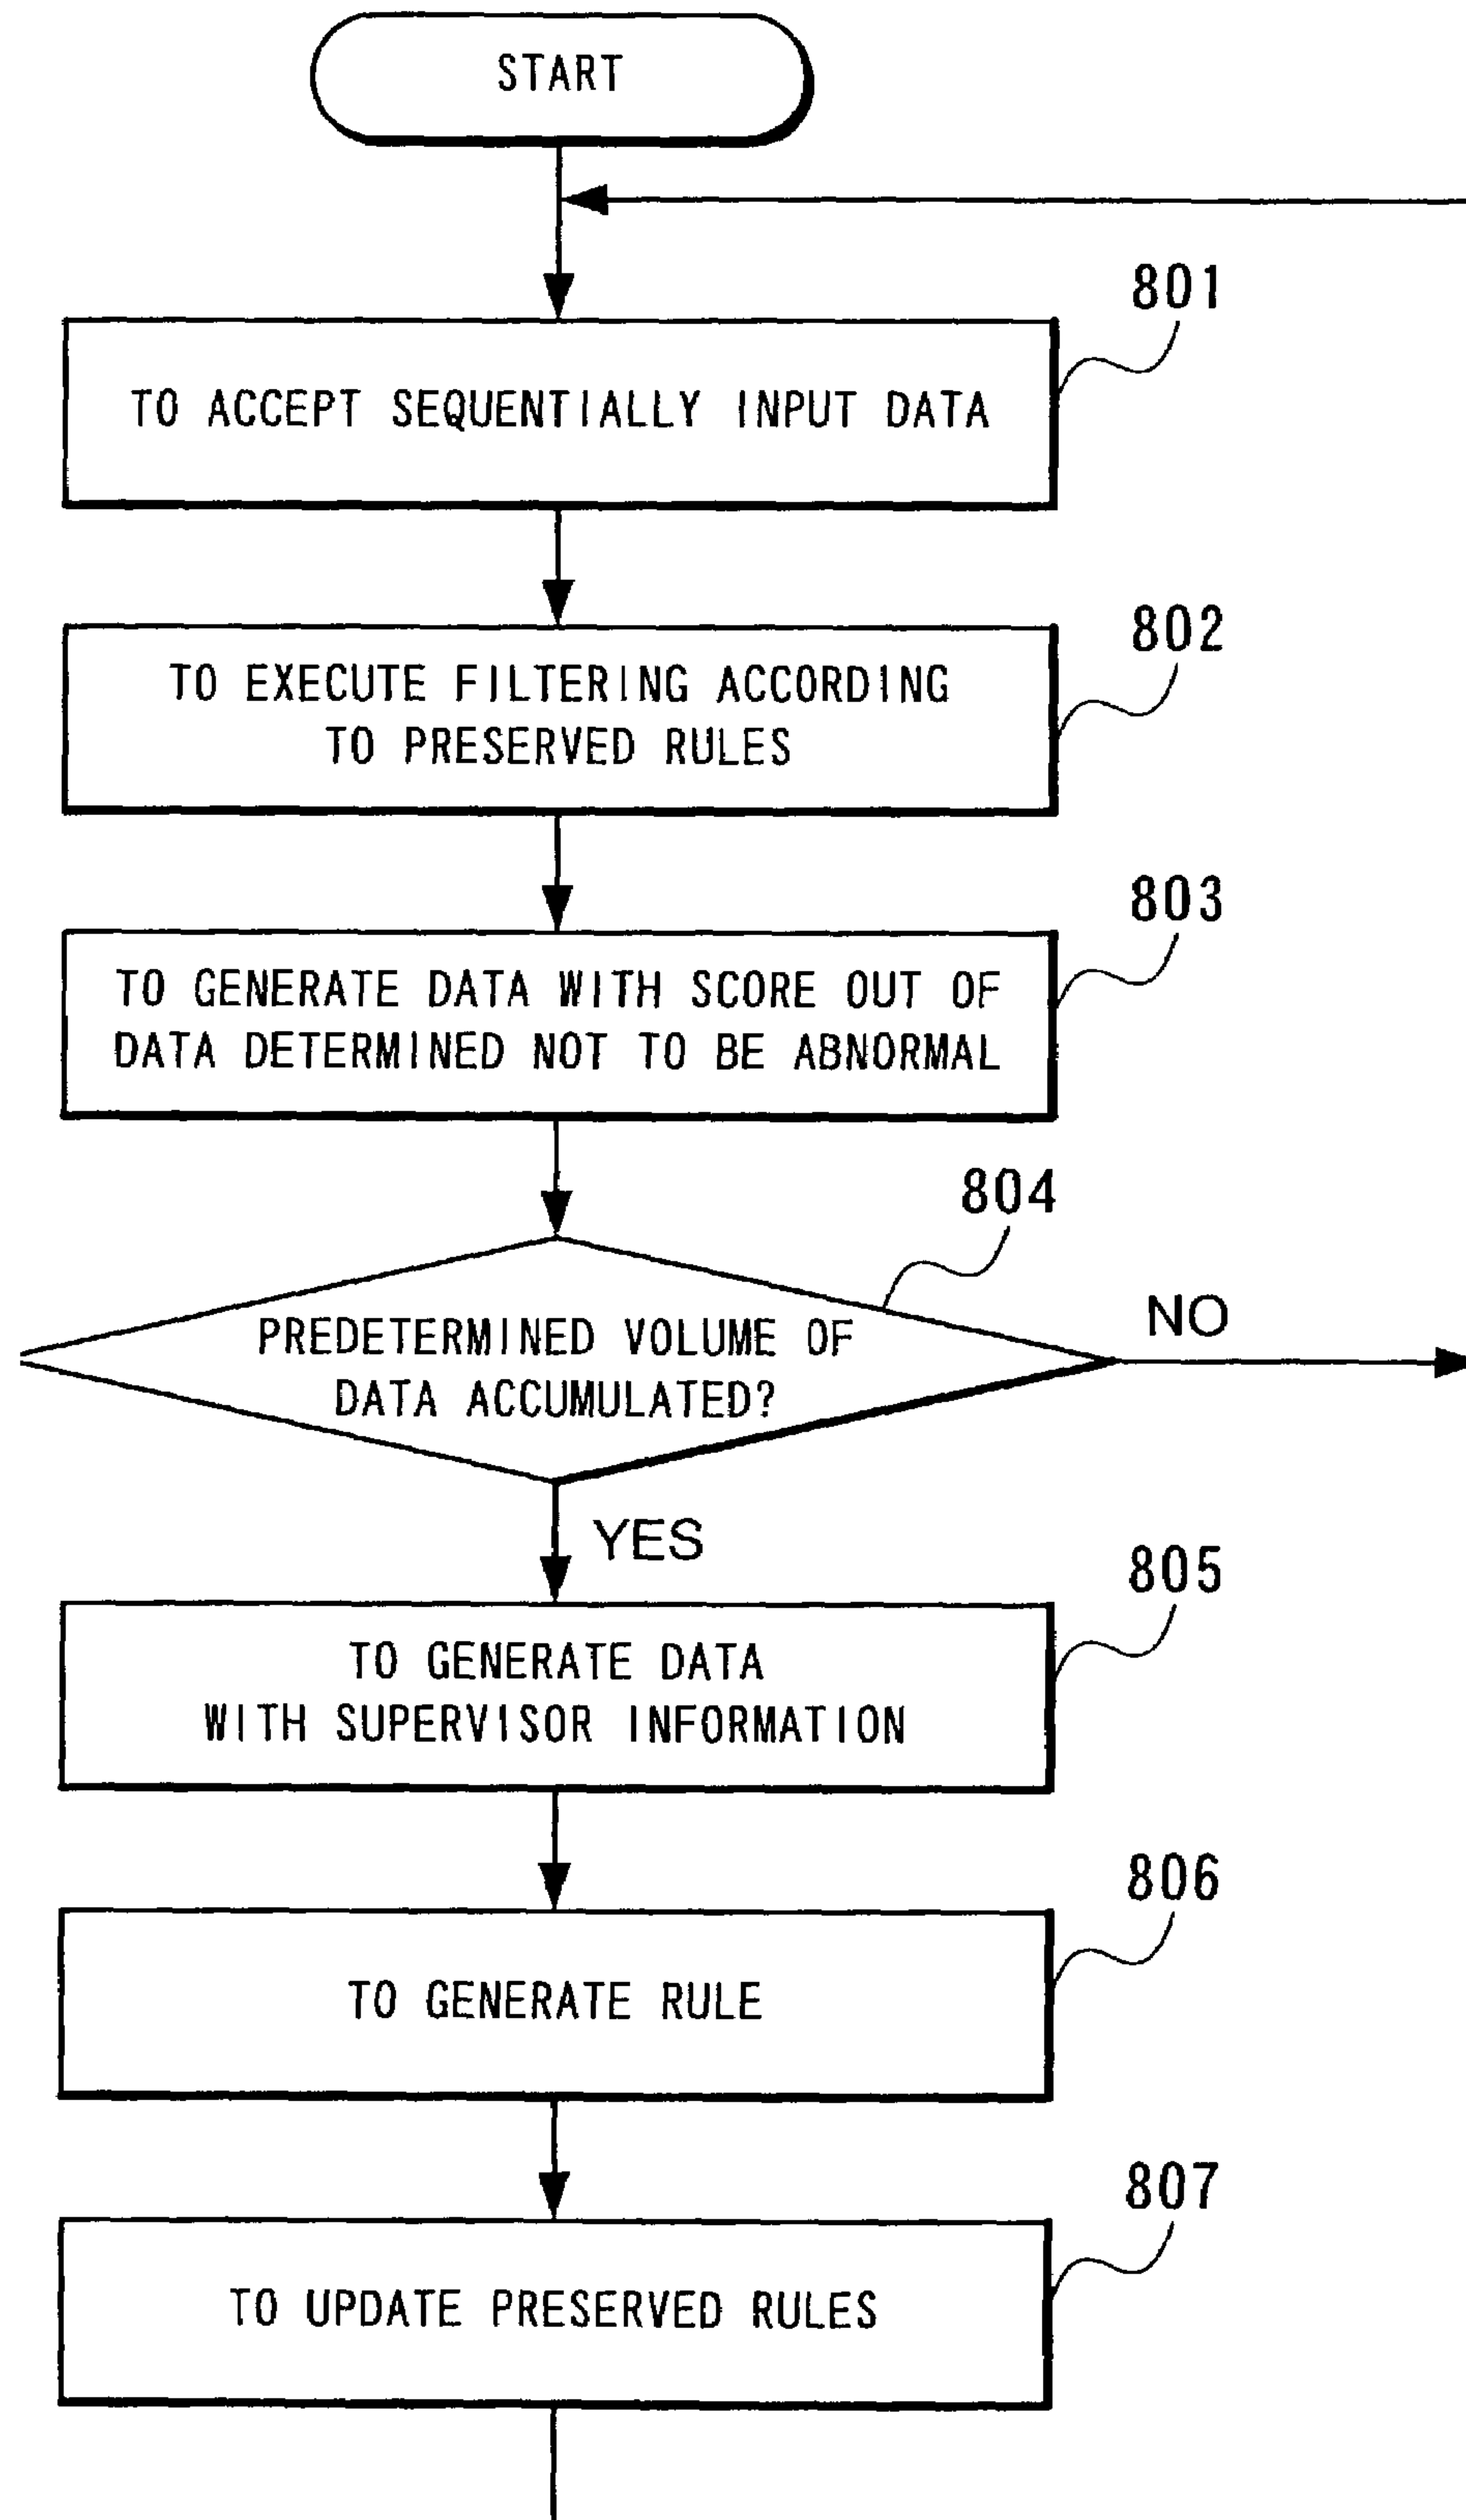 START
801
TO ACCEPT SEQUENTIALLY INPUT DATA
802
TO EXECUTE FILTERING ACCORDING
TO PRESERVED RULES
803
TO GENERATE DATA WITH SCORE OUT OF
DATA DETERMINED NOT TO BE ABNORMAL
804
NO
PREDETERMINED VOLUME OF
DATA ACCUMULATED?
YES
805
TO GENERATE DATA
WITH SUPERVISOR INFORMATION
806
TO GENERATE RULE
807
TO UPDATE PRESERVED RULES